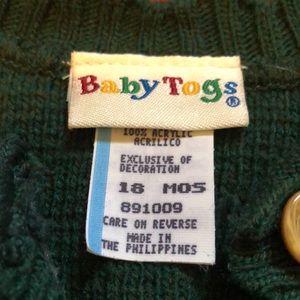 Baby Togs®
100% ACRYLIC
ACRILICO
EXCLUSIVE OF
DECORATION
18 MOS
891009
CARE ON REVERSE
MADE IN
THE PHILIPPINES